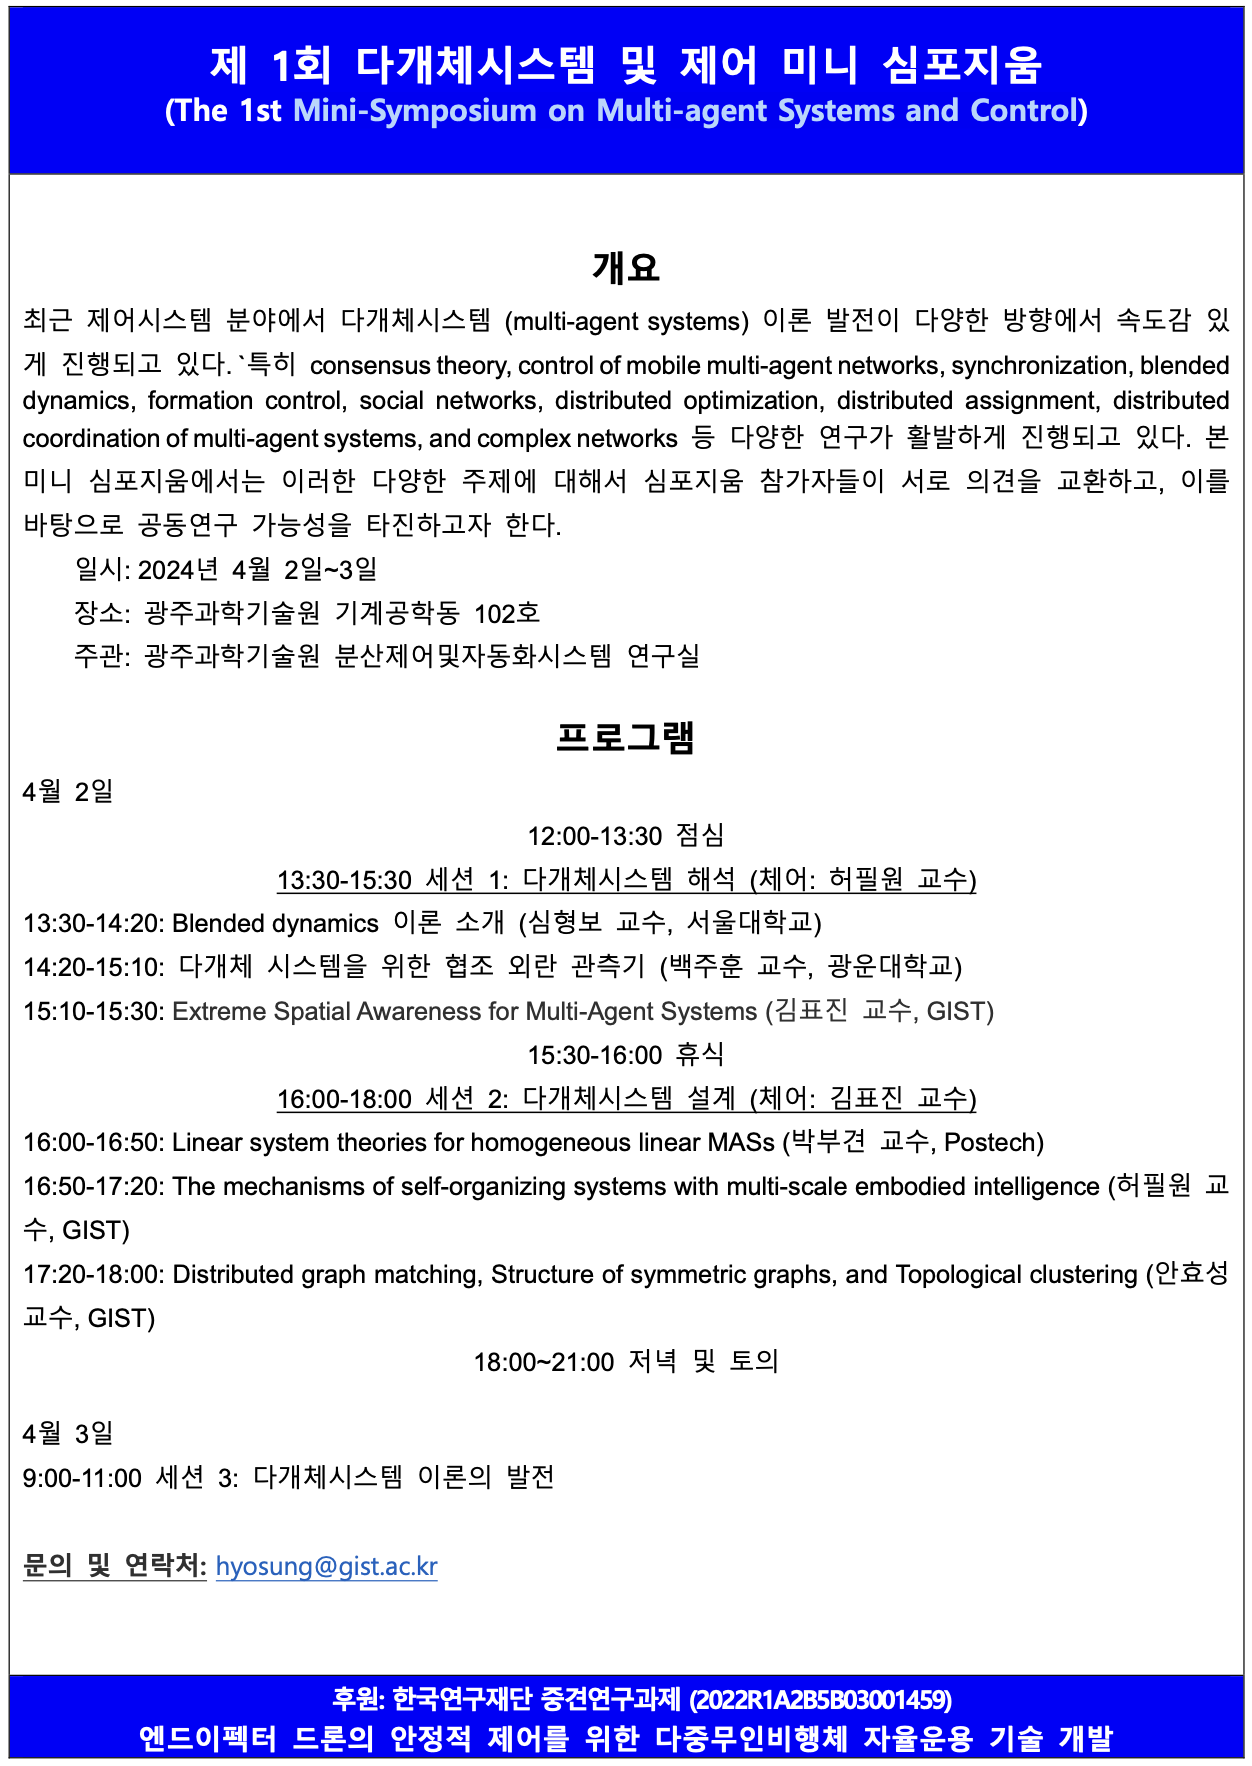 제 1회 다개체시스템 및 제어 미니 심포지움
(The 1st Mini-Symposium on Multi-agent Systems and Control)
개요
최근 제어시스템 분야에서 다개체시스템 (multi-agent systems) 이론 발전이 다양한 방향에서 속도감 있
게 진행되고 있다. `특히 consensus theory, control of mobile multi-agent networks, synchronization, blended
dynamics, formation control, social networks, distributed optimization, distributed assignment, distributed
coordination of multi-agent systems, and complex networks 등 다양한 연구가 활발하게 진행되고 있다. 본
미니 심포지움에서는 이러한 다양한 주제에 대해서 심포지움 참가자들이 서로 의견을 교환하고, 이를
바탕으로 공동연구 가능성을 타진하고자 한다.
일시: 2024년 4월 2일~3일
장소: 광주과학기술원 기계공학동 102호
주관: 광주과학기술원 분산제어및자동화시스템 연구실
프로그램
4월 2일
12:00-13:30 점심
13:30-15:30 세션 1: 다개체시스템 해석 (체어: 허필원 교수)
13:30-14:20: Blended dynamics 이론 소개 (심형보 교수, 서울대학교)
14:20-15:10: 다개체 시스템을 위한 협조 외란 관측기 (백주훈 교수, 광운대학교)
15:10-15:30: Extreme Spatial Awareness for Multi-Agent Systems (김표진 교수, GIST)
15:30-16:00 휴식
16:00-18:00 세션 2: 다개체시스템 설계 (체어: 김표진 교수)
16:00-16:50: Linear system theories for homogeneous linear MASs (박부견 교수, Postech)
16:50-17:20: The mechanisms of self-organizing systems with multi-scale embodied intelligence (허필원 교
수, GIST)
17:20-18:00: Distributed graph matching, Structure of symmetric graphs, and Topological clustering (안효성
교수, GIST)
18:00~21:00 저녁 및 토의
4월 3일
9:00-11:00 세션 3: 다개체시스템 이론의 발전
문의 및 연락처: hyosung@gist.ac.kr
후원: 한국연구재단 중견연구과제 (2022R1A2B5B03001459)
엔드이펙터 드론의 안정적 제어를 위한 다중무인비행체 자율운용 기술 개발